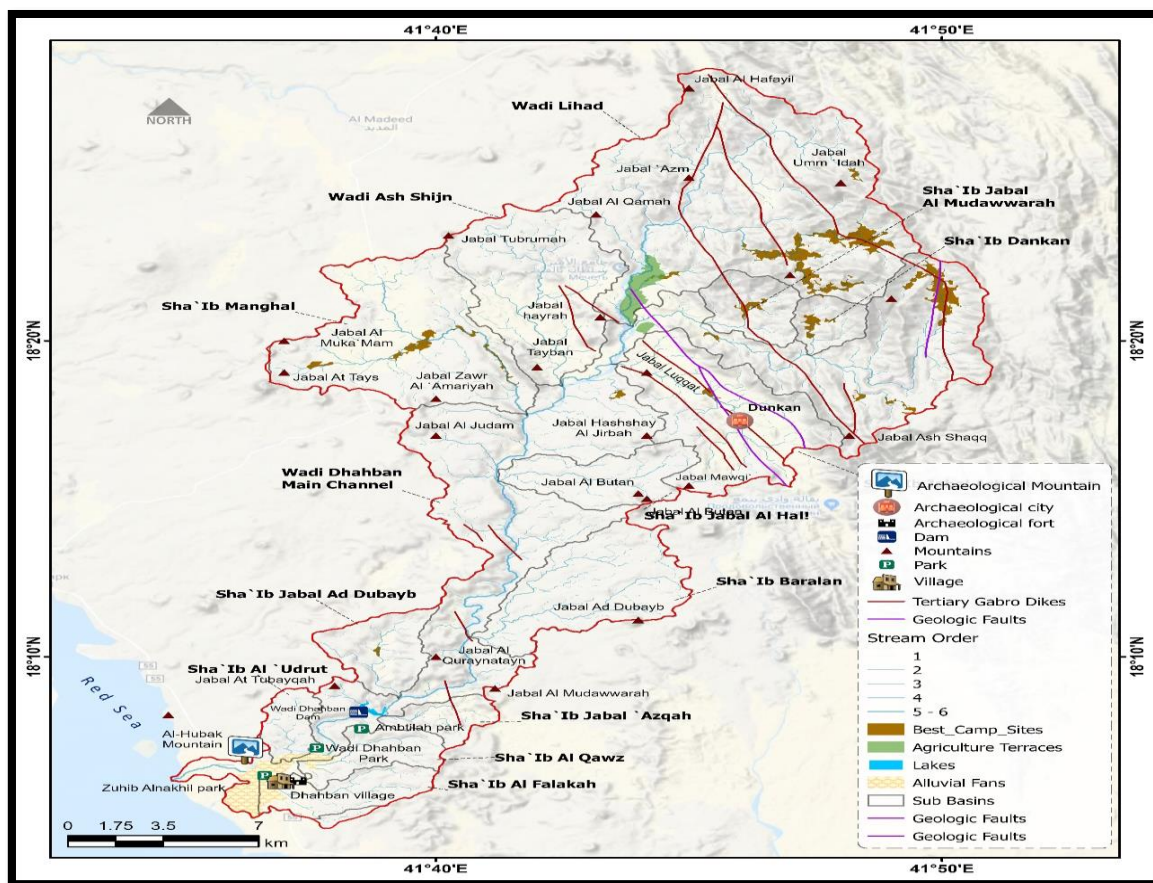 41°40'E
41°50'E
Jabal Al Hafayil
Wadi Lihad
NORTH
Al Madeed
المديد
Jabal
Umm `Idah
Jabal `Azm
Sha`Ib Jabal
Al Mudawwarah
Wadi Ash Shijn
Jabal Al Qamah
Jabal Tubrumah
Sha`Ib Dankan
Sha`Ib Manghal
Jabal
hayrah
18°20'N
18°20'N
Jabal Al
Muka`Mam
Jabal
Tayban
Jabal At Tays
Jabal Zawr
Al `Amariyah
Jabal Luqqat
Dunkan
Jabal Al Judam
Jabal Hashshay
Al Jirbah
Jabal Ash Shaqq
Wadi Dhahban
Main Channel
Jabal Mawqi`
Jabal Al Butan
Jabal Al Butan
Sha`Ib Jabal Al Hal!
Sha`Ib Baralan
Sha`Ib Jabal Ad Dubayb
Jabal Ad Dubayb
18°10'N
18°10'N
Jabal Al
Quraynatayn
Sha`Ib Al `Udrut
Jabal At Tubayqah
Red Sea
Jabal Al Mudawwarah
Wadi Dhahban
Dam
Sha`Ib Jabal `Azqah
Ambtilah park
Al-Hubak
Mountain
Wadi Dhahban
Park
Sha`Ib Al Qawz
Zuhib Alnakhil park
Dhahban village
Sha`Ib Al Falakah
0 1.75 3.5 7
km
41°40'E
41°50'E
Archaeological Mountain
Archaeological city
Archaeological fort
Dam
Mountains
Park
Village
Tertiary Gabro Dikes
Geologic Faults
Stream Order
1
2
3
4
5 - 6
Best_Camp_Sites
Agriculture Terraces
Lakes
Alluvial Fans
Sub Basins
Geologic Faults
Geologic Faults